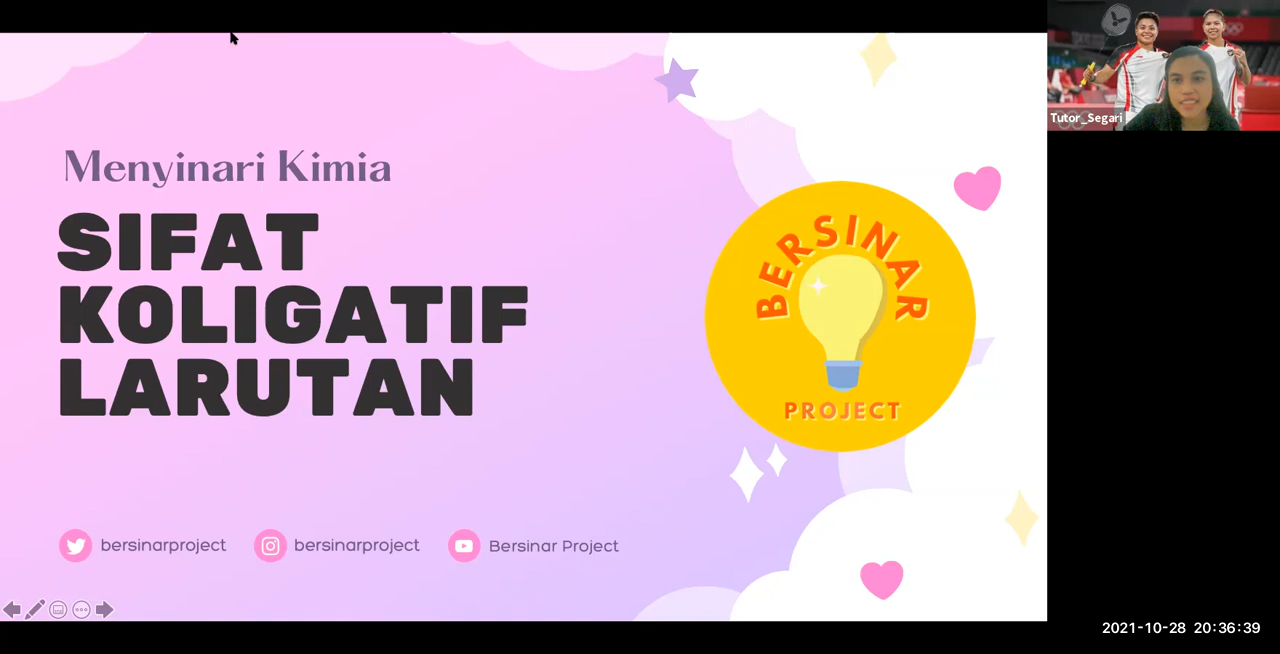 Menyinari Kimia
SIFAT
KOLIGATIF
LARUTAN
BERSINAR
PROJECT
bersinarproject
bersinarproject
Bersinar Project
Tutor_Segari
2021-10-28 20:36:39